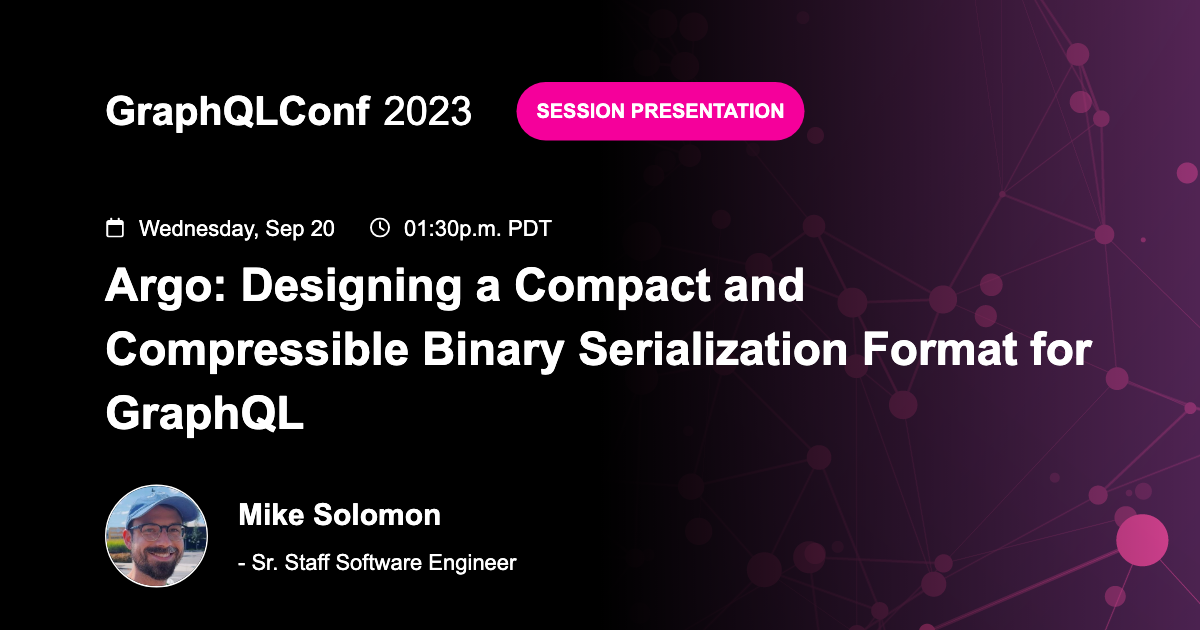 GraphQLConf 2023
SESSION PRESENTATION
Wednesday, Sep 20
01:30p.m. PDT
Argo: Designing a Compact and
Compressible Binary Serialization Format for
GraphQL
Mike Solomon
- Sr. Staff Software Engineer